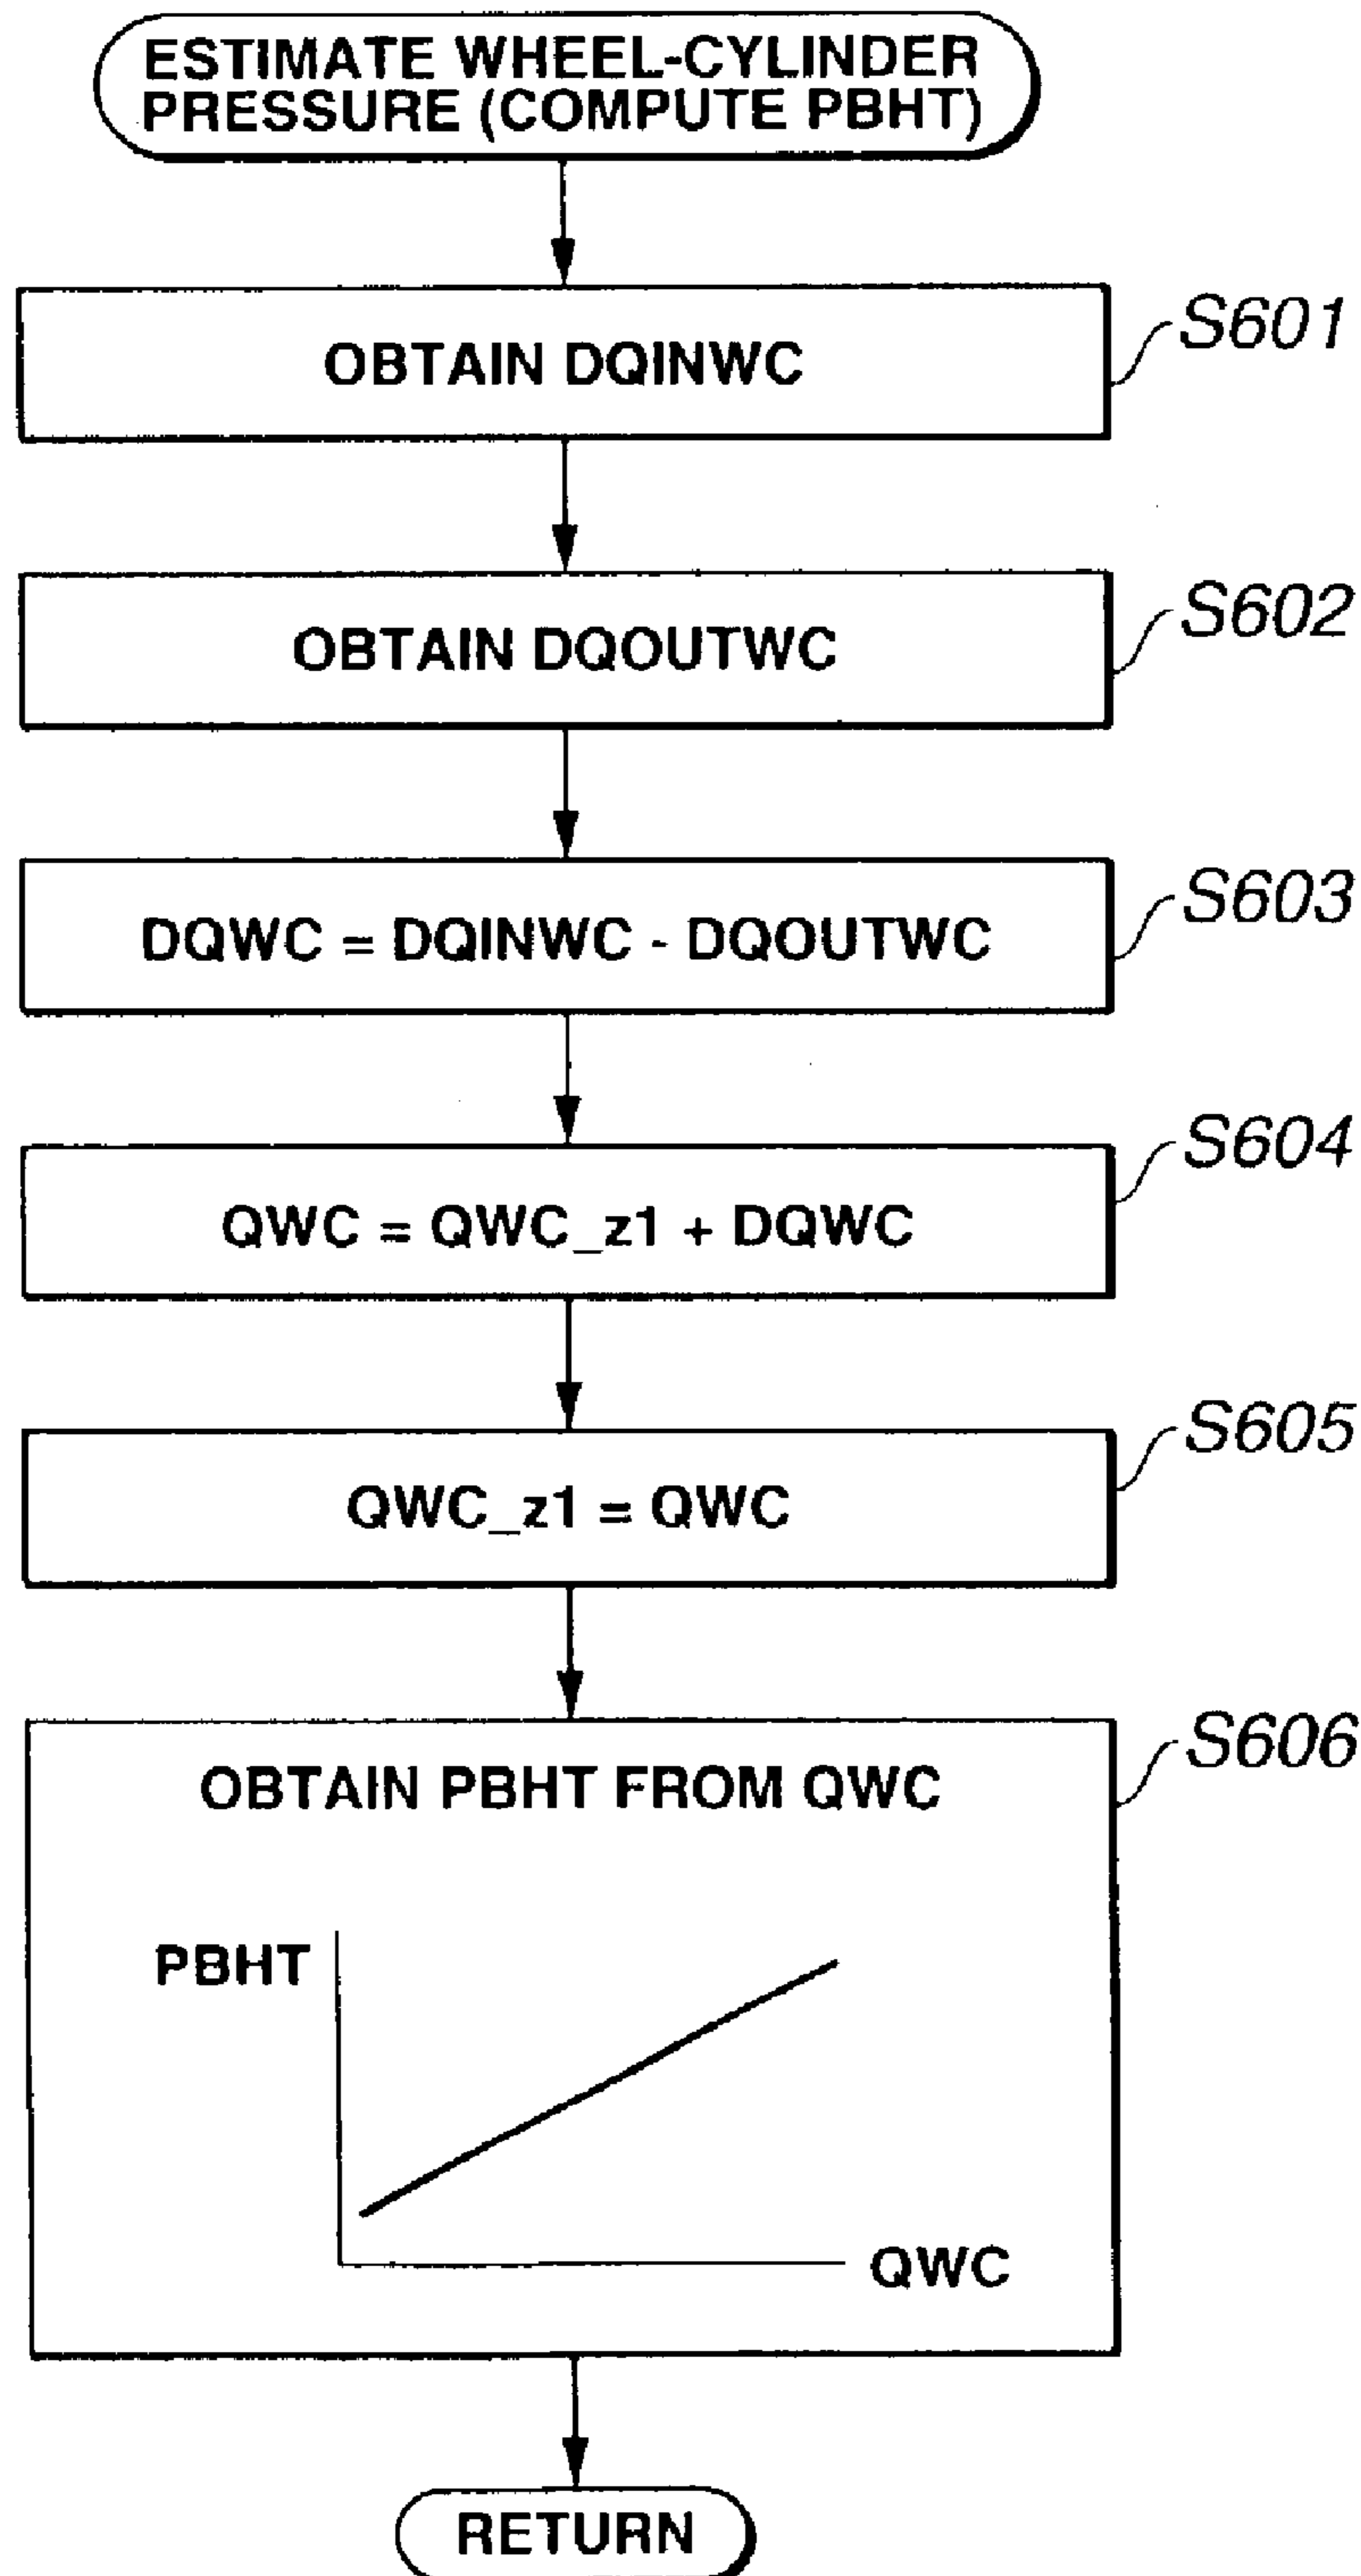 ESTIMATE WHEEL-CYLINDER
PRESSURE (COMPUTE PBHT)
OBTAIN DQINWC
S601
OBTAIN DQOUTWC
S602
DQWC = DQINWC - DQOUTWC
S603
QWC = QWC_z1 + DQWC
S604
QWC_z1 = QWC
S605
OBTAIN PBHT FROM QWC
S606
PBHT
QWC
RETURN